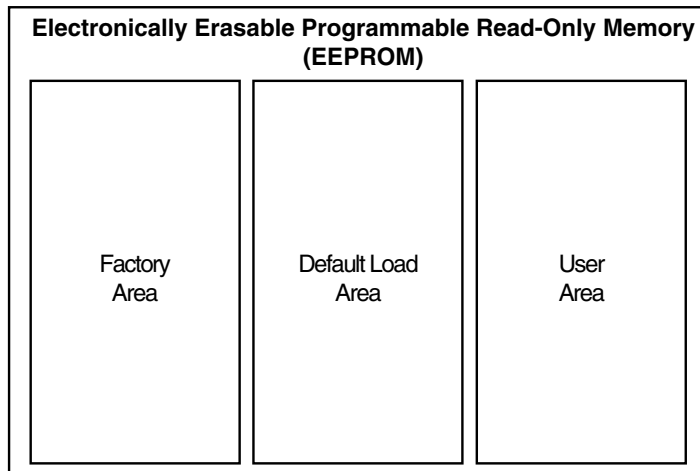 Electronically Erasable Programmable Read-Only Memory
(EEPROM)
Factory
Area
Default Load
Area
User
Area